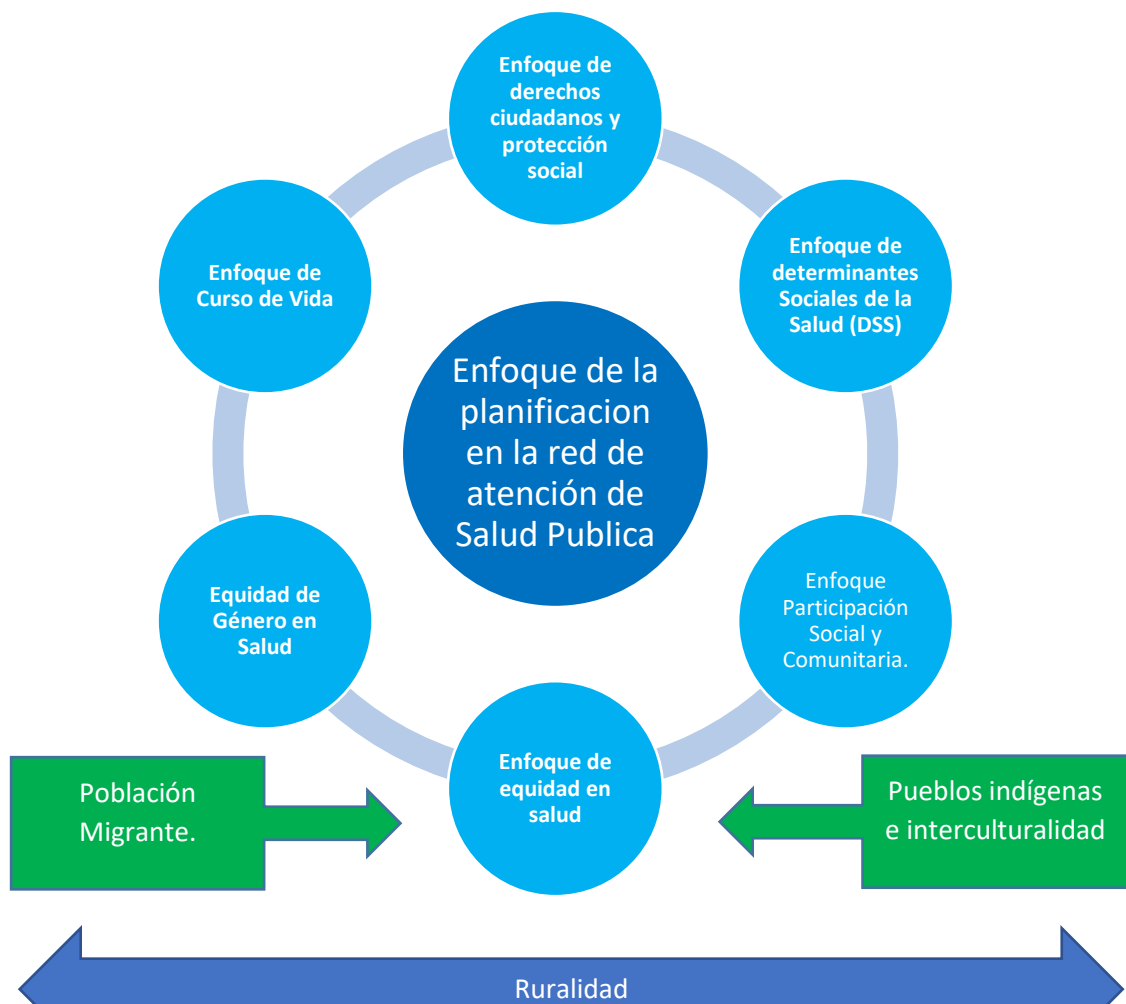 Enfoque de
derechos
ciudadanos y
protección
social
Enfoque de
determinantes
Sociales de la
Salud (DSS)
Enfoque de
Curso de Vida
Enfoque de la
planificacion
en la red de
atención de
Salud Publica
Equidad de
Género en
Salud
Enfoque
Participación
Social y
Comunitaria.
Enfoque de
equidad en
salud
Población
Migrante.
Pueblos indígenas
e interculturalidad
Ruralidad